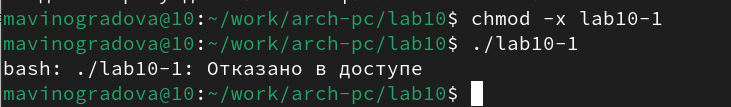 mavinogradova@10:~/work/arch-pc/lab10$ chmod -x lab10-1
mavinogradova@10:~/work/arch-pc/lab10$ ./lab10-1
bash: ./lab10-1: Отказано в доступе
mavinogradova@10:~/work/arch-pc/lab10$